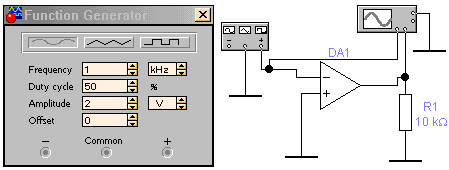 Function Generator
Frequency 1 kHz
Duty cycle 50 %
Amplitude 2 V
Offset 0
− Common +
− +
DA1
−
+
R1
10 kΩ